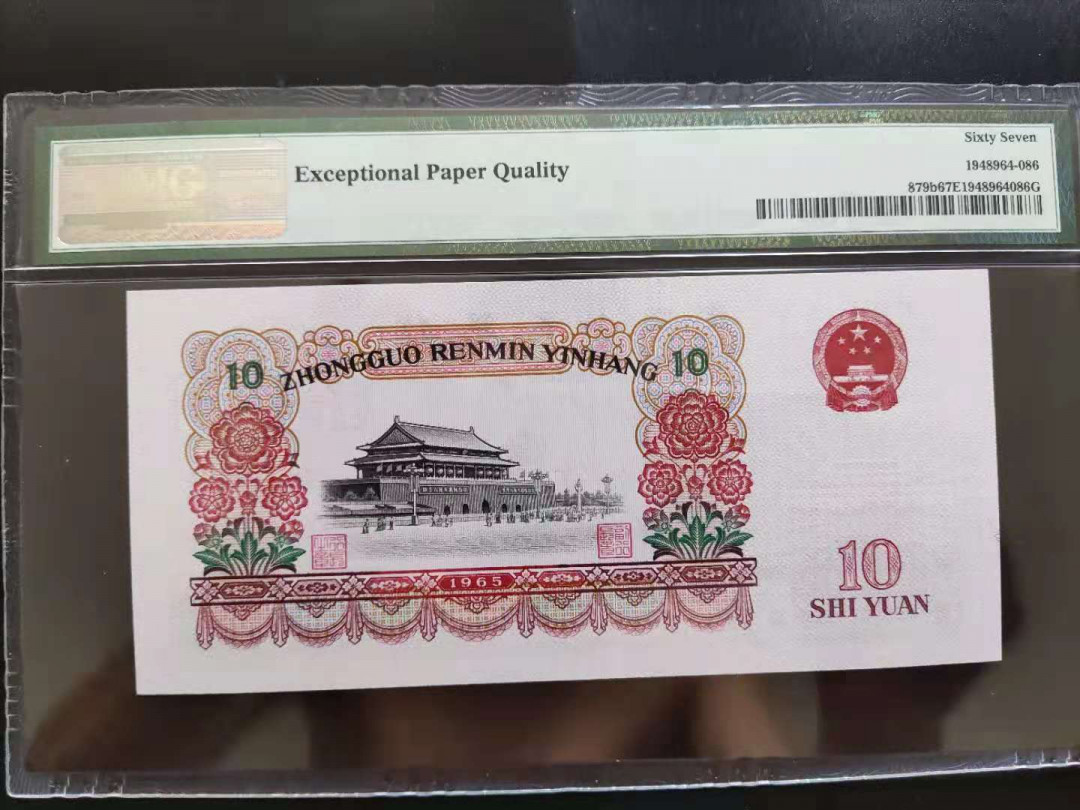 Sixty Seven
Exceptional Paper Quality
1948964-086
879b67E1948964086G
10 ZHONGGUO RENMIN YINHANG 10
1965
10
SHI YUAN